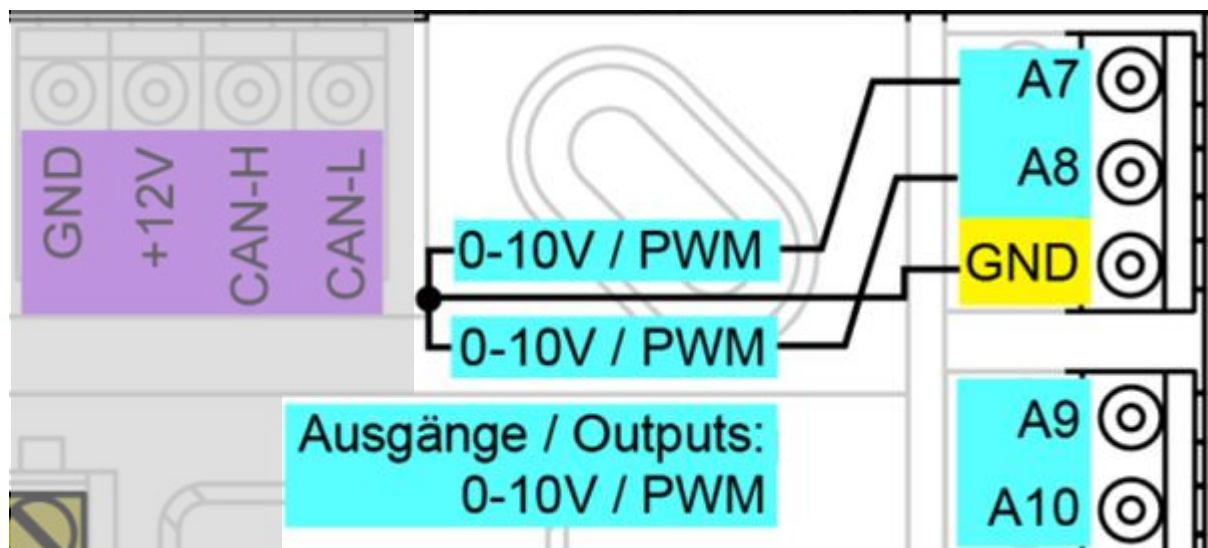 GND
+12V
CAN-H
CAN-L
A7
A8
GND
0-10V / PWM
0-10V / PWM
Ausgänge / Outputs:
0-10V / PWM
A9
A10